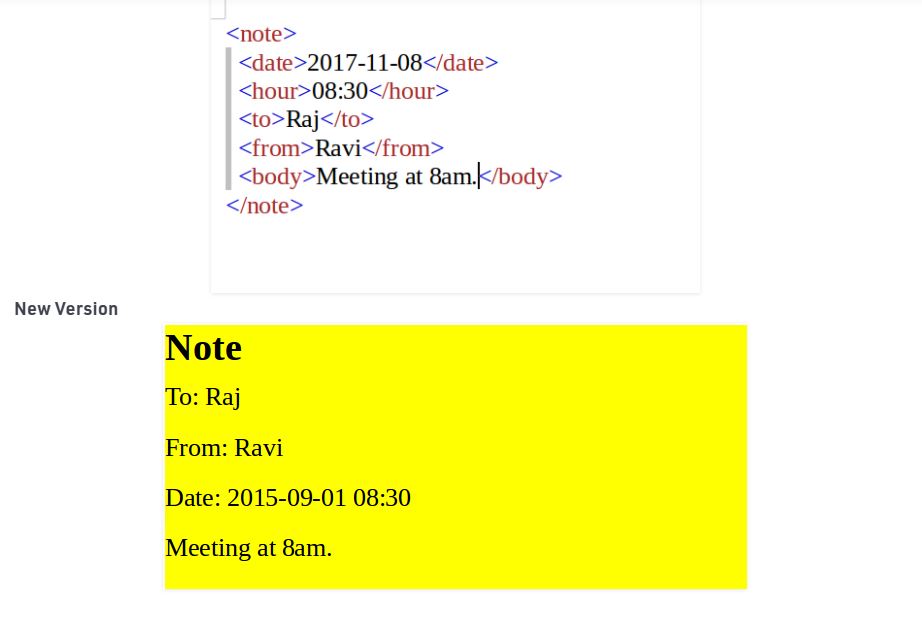 <note>
<date>2017-11-08</date>
<hour>08:30</hour>
<to>Raj</to>
<from>Ravi</from>
<body>Meeting at 8am.</body>
</note>
New Version
Note
To: Raj
From: Ravi
Date: 2015-09-01 08:30
Meeting at 8am.